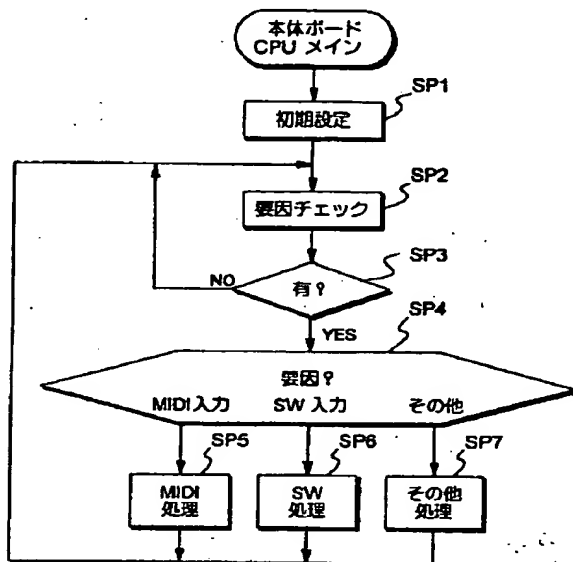 本体ボード
CPU メイン
SP1
初期設定
SP2
要因チェック
SP3
NO
有?
SP4
YES
要因?
MIDI入力 SW 入力 その他
SP5 SP6 SP7
MIDI
処理
SW
処理
その他
処理